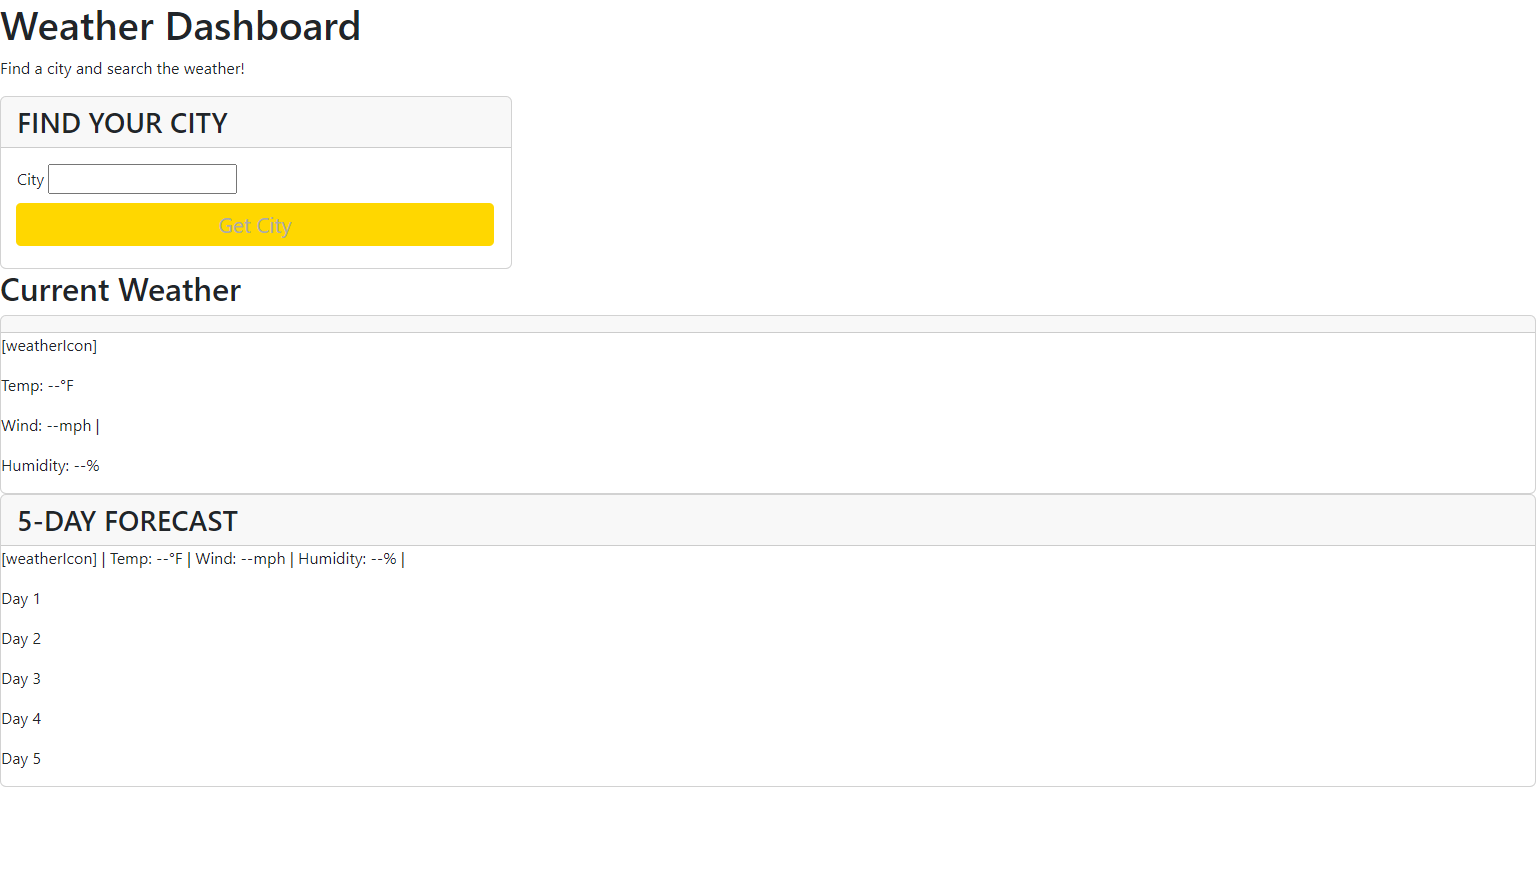 Weather Dashboard
Find a city and search the weather!
FIND YOUR CITY
City
Get City
Current Weather
[weatherIcon]
Temp: --°F
Wind: --mph |
Humidity: --%
5-DAY FORECAST
[weatherIcon] | Temp: --°F | Wind: --mph | Humidity: --% |
Day 1
Day 2
Day 3
Day 4
Day 5